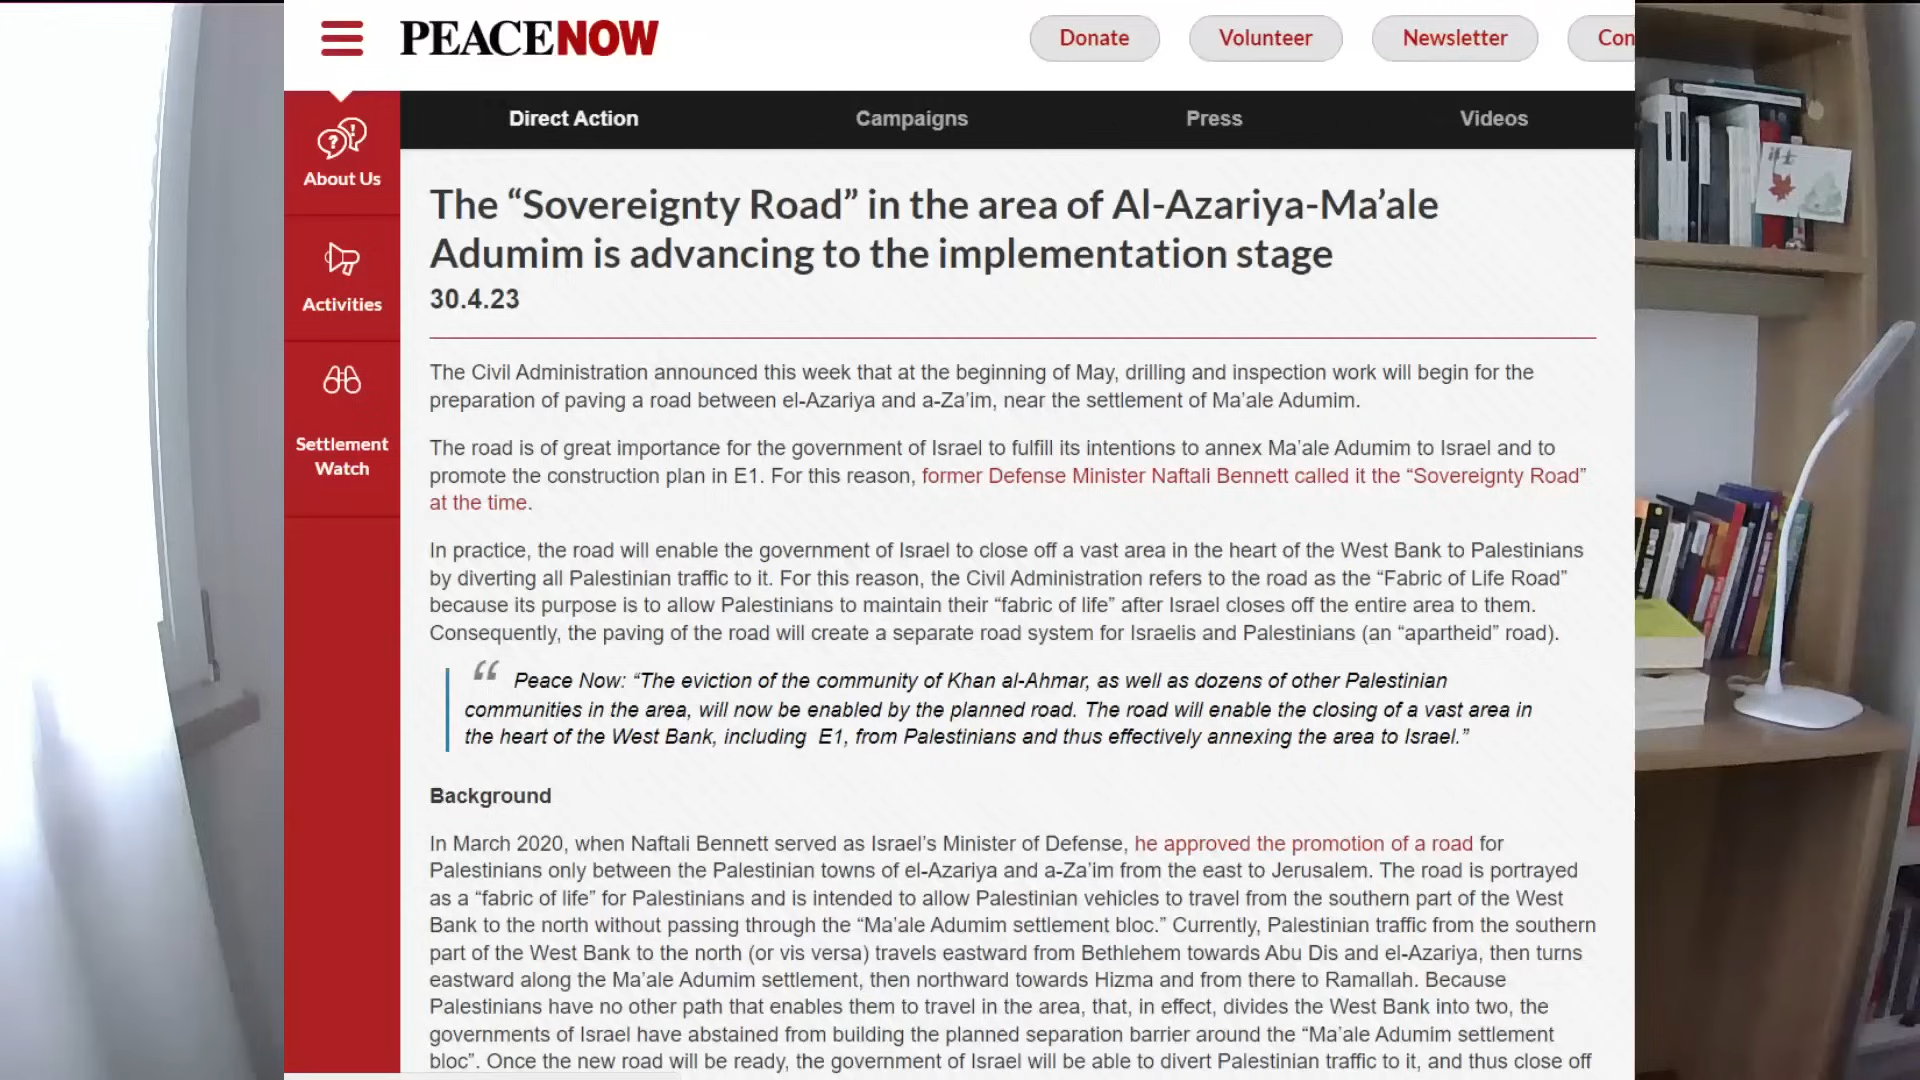 PEACENOW
Donate
Volunteer
Newsletter
Con
Direct Action
Campaigns
Press
Videos
About Us
Activities
Settlement
Watch
The “Sovereignty Road” in the area of Al-Azariya-Ma’ale
Adumim is advancing to the implementation stage
30.4.23
The Civil Administration announced this week that at the beginning of May, drilling and inspection work will begin for the
preparation of paving a road between el-Azariya and a-Za’im, near the settlement of Ma’ale Adumim.
The road is of great importance for the government of Israel to fulfill its intentions to annex Ma’ale Adumim to Israel and to
promote the construction plan in E1. For this reason, former Defense Minister Naftali Bennett called it the “Sovereignty Road”
at the time.
In practice, the road will enable the government of Israel to close off a vast area in the heart of the West Bank to Palestinians
by diverting all Palestinian traffic to it. For this reason, the Civil Administration refers to the road as the “Fabric of Life Road”
because its purpose is to allow Palestinians to maintain their “fabric of life” after Israel closes off the entire area to them.
Consequently, the paving of the road will create a separate road system for Israelis and Palestinians (an “apartheid” road).
“ Peace Now: “The eviction of the community of Khan al-Ahmar, as well as dozens of other Palestinian
communities in the area, will now be enabled by the planned road. The road will enable the closing of a vast area in
the heart of the West Bank, including E1, from Palestinians and thus effectively annexing the area to Israel.”
Background
In March 2020, when Naftali Bennett served as Israel’s Minister of Defense, he approved the promotion of a road for
Palestinians only between the Palestinian towns of el-Azariya and a-Za’im from the east to Jerusalem. The road is portrayed
as a “fabric of life” for Palestinians and is intended to allow Palestinian vehicles to travel from the southern part of the West
Bank to the north without passing through the “Ma’ale Adumim settlement bloc.” Currently, Palestinian traffic from the southern
part of the West Bank to the north (or vis versa) travels eastward from Bethlehem towards Abu Dis and el-Azariya, then turns
eastward along the Ma’ale Adumim settlement, then northward towards Hizma and from there to Ramallah. Because
Palestinians have no other path that enables them to travel in the area, that, in effect, divides the West Bank into two, the
governments of Israel have abstained from building the planned separation barrier around the “Ma’ale Adumim settlement
bloc”. Once the new road will be ready, the government of Israel will be able to divert Palestinian traffic to it, and thus close off